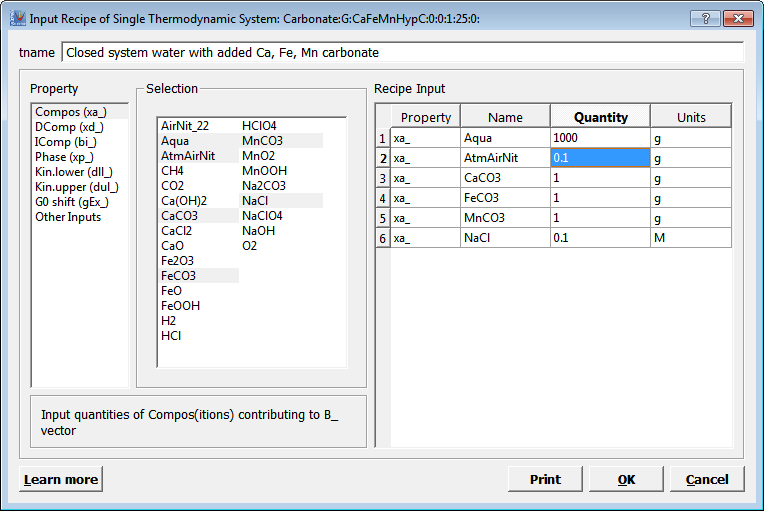 Input Recipe of Single Thermodynamic System: Carbonate:G:CaFeMnHypC:0:0:1:25:0:
tname Closed system water with added Ca, Fe, Mn carbonate
Property
Compos (xa_)
DComp (xd_)
IComp (bi_)
Phase (xp_)
Kin.lower (dll_)
Kin.upper (dul_)
G0 shift (gEx_)
Other Inputs
Selection
AirNit_22 HClO4
Aqua MnCO3
AtmAirNit MnO2
CH4 MnOOH
CO2 Na2CO3
Ca(OH)2 NaCl
CaCO3 NaClO4
CaCl2 NaOH
CaO O2
Fe2O3
FeCO3
FeO
FeOOH
H2
HCl
Input quantities of Compos(itions) contributing to B_
vector
Recipe Input
Property Name Quantity Units
1 xa_ Aqua 1000 g
2 xa_ AtmAirNit 0.1 g
3 xa_ CaCO3 1 g
4 xa_ FeCO3 1 g
5 xa_ MnCO3 1 g
6 xa_ NaCl 0.1 M
Learn more Print OK Cancel